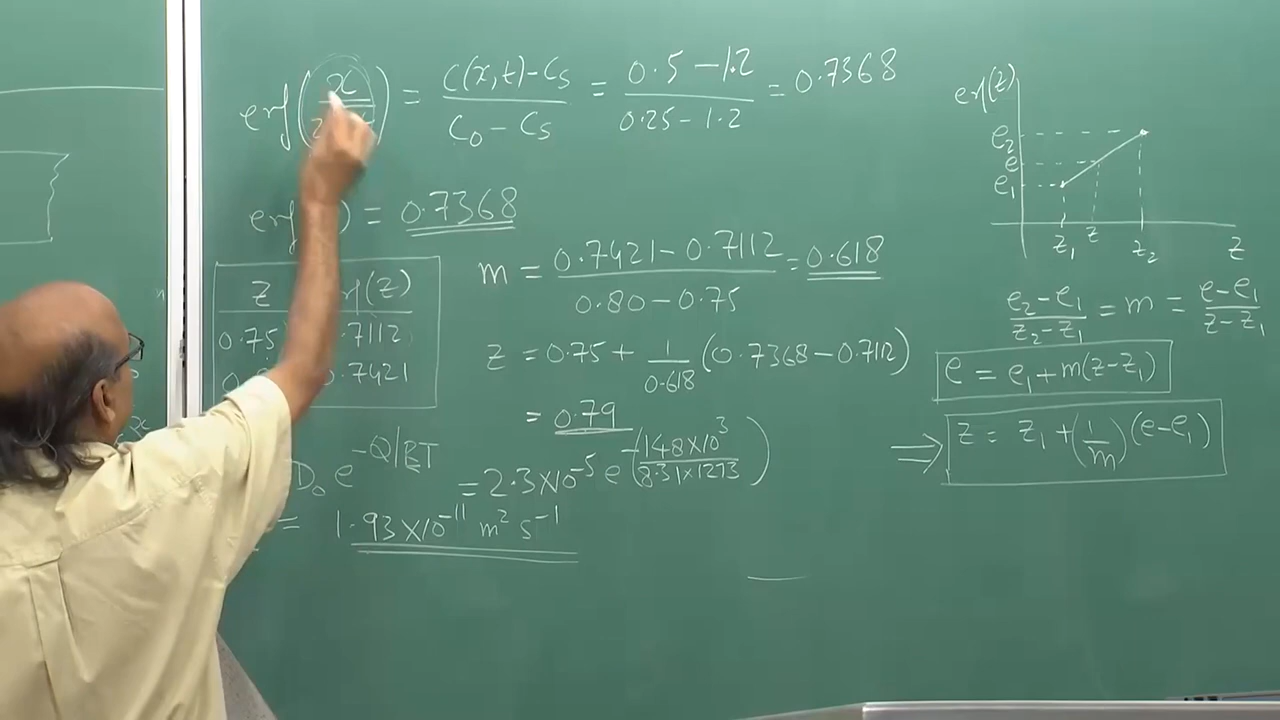 erf(x/2) = C(x,t)-Cs / C0-Cs = 0.5-1.2 / 0.25-1.2 = 0.7368
erf( ) = 0.7368
z erf(z)
0.75 0.7112
0.7421
m = 0.7421-0.7112 / 0.80-0.75 = 0.618
z = 0.75 + 1/0.618 (0.7368-0.7112)
= 0.79
D0 e^-Q/RT = 2.3×10^-5 e^(-148×10^3 / 8.31×1273)
= 1.93×10^-11 m^2 s^-1
erf(z)
e2
e
e1
z1 z z2 z
e2-e1 / z2-z1 = m = e-e1 / z-z1
e = e1+m(z-z1)
⇒ z = z1+(1/m)(e-e1)